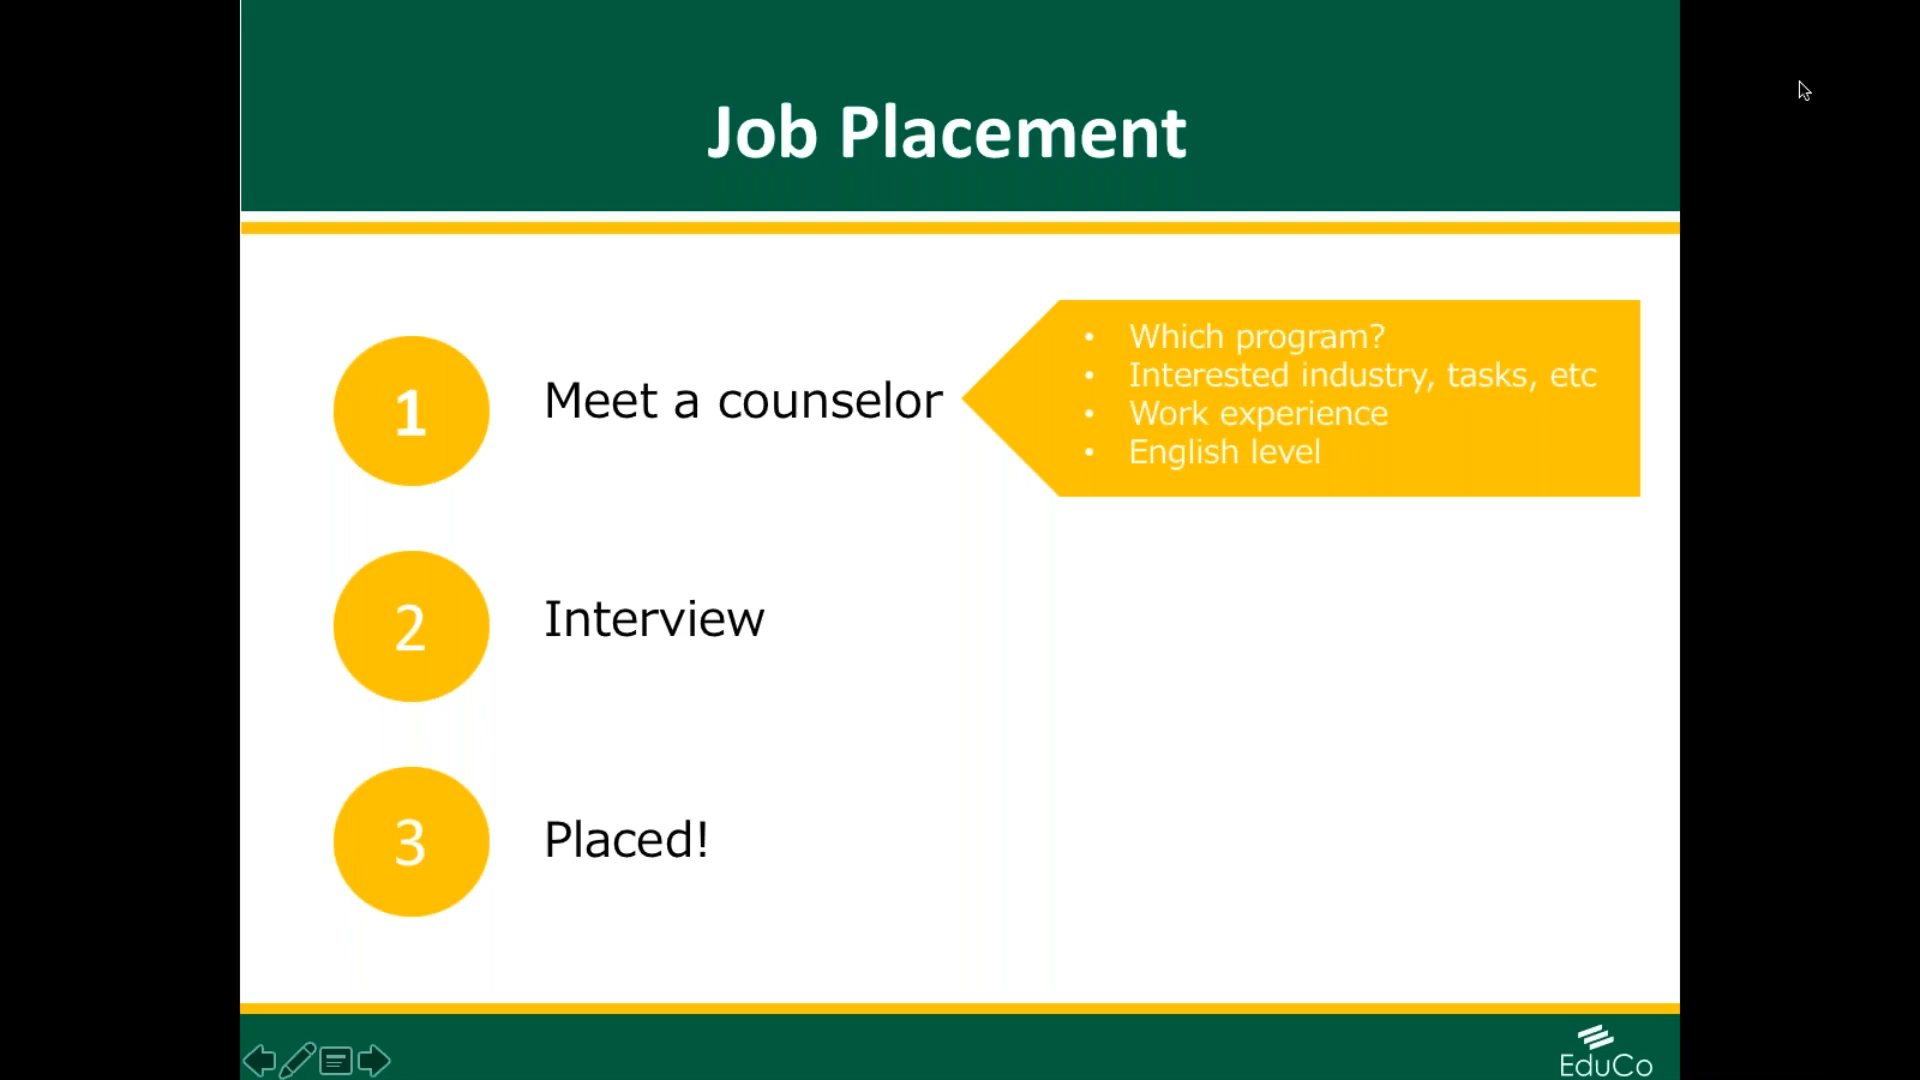 Job Placement
1
Meet a counselor
• Which program?
• Interested industry, tasks, etc
• Work experience
• English level
2
Interview
3
Placed!
EduCo